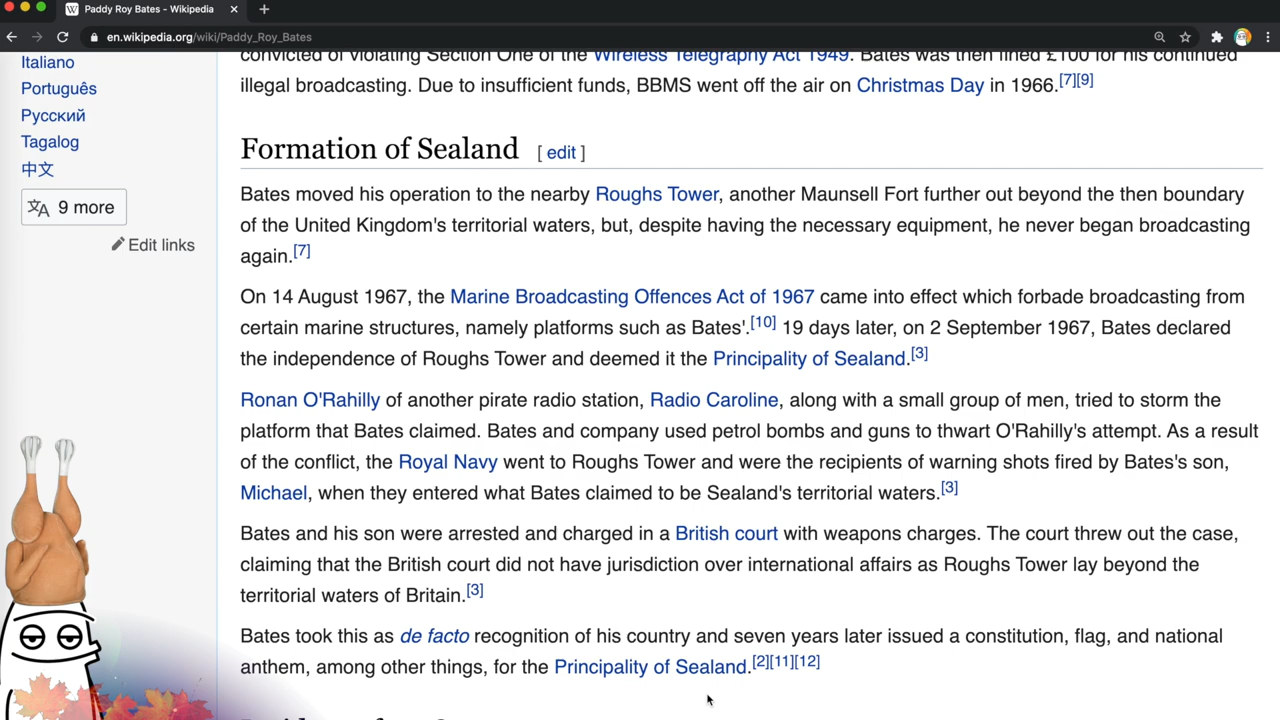 Paddy Roy Bates - Wikipedia
en.wikipedia.org/wiki/Paddy_Roy_Bates
Italiano
Português
Русский
Tagalog
中文
9 more
Edit links
convicted of violating Section One of the Wireless Telegraphy Act 1949. Bates was then fined £100 for his continued
illegal broadcasting. Due to insufficient funds, BBMS went off the air on Christmas Day in 1966.[7][9]
Formation of Sealand [ edit ]
Bates moved his operation to the nearby Roughs Tower, another Maunsell Fort further out beyond the then boundary
of the United Kingdom's territorial waters, but, despite having the necessary equipment, he never began broadcasting
again.[7]
On 14 August 1967, the Marine Broadcasting Offences Act of 1967 came into effect which forbade broadcasting from
certain marine structures, namely platforms such as Bates'.[10] 19 days later, on 2 September 1967, Bates declared
the independence of Roughs Tower and deemed it the Principality of Sealand.[3]
Ronan O'Rahilly of another pirate radio station, Radio Caroline, along with a small group of men, tried to storm the
platform that Bates claimed. Bates and company used petrol bombs and guns to thwart O'Rahilly's attempt. As a result
of the conflict, the Royal Navy went to Roughs Tower and were the recipients of warning shots fired by Bates's son,
Michael, when they entered what Bates claimed to be Sealand's territorial waters.[3]
Bates and his son were arrested and charged in a British court with weapons charges. The court threw out the case,
claiming that the British court did not have jurisdiction over international affairs as Roughs Tower lay beyond the
territorial waters of Britain.[3]
Bates took this as de facto recognition of his country and seven years later issued a constitution, flag, and national
anthem, among other things, for the Principality of Sealand.[2][11][12]